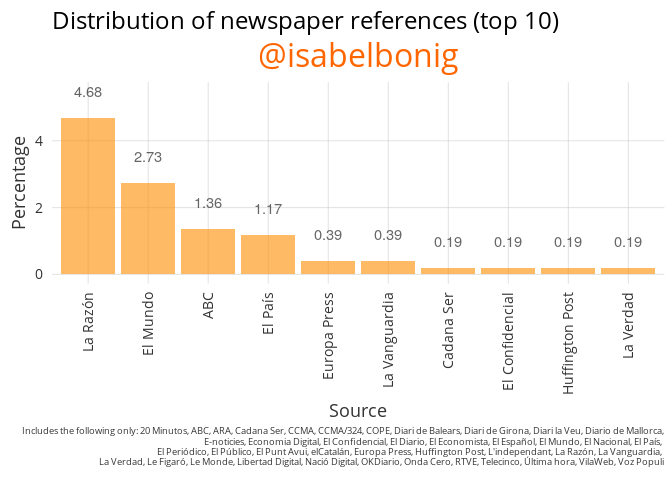 Distribution of newspaper references (top 10)
@isabelbonig
Percentage
4
2
0
4.68
2.73
1.36
1.17
0.39
0.39
0.19
0.19
0.19
0.19
La Razón
El Mundo
ABC
El País
Europa Press
La Vanguardia
Cadana Ser
El Confidencial
Huffington Post
La Verdad
Source
Includes the following only: 20 Minutos, ABC, ARA, Cadana Ser, CCMA, CCMA/324, COPE, Diari de Balears, Diari de Girona, Diari la Veu, Diario de Mallorca,
E-noticies, Economia Digital, El Confidencial, El Diario, El Economista, El Español, El Mundo, El Nacional, El País,
El Periódico, El Público, El Punt Avui, elCatalán, Europa Press, Huffington Post, L'independant, La Razón, La Vanguardia,
La Verdad, Le Figaró, Le Monde, Libertad Digital, Nació Digital, OKDiario, Onda Cero, RTVE, Telecinco, Última hora, VilaWeb, Voz Populi